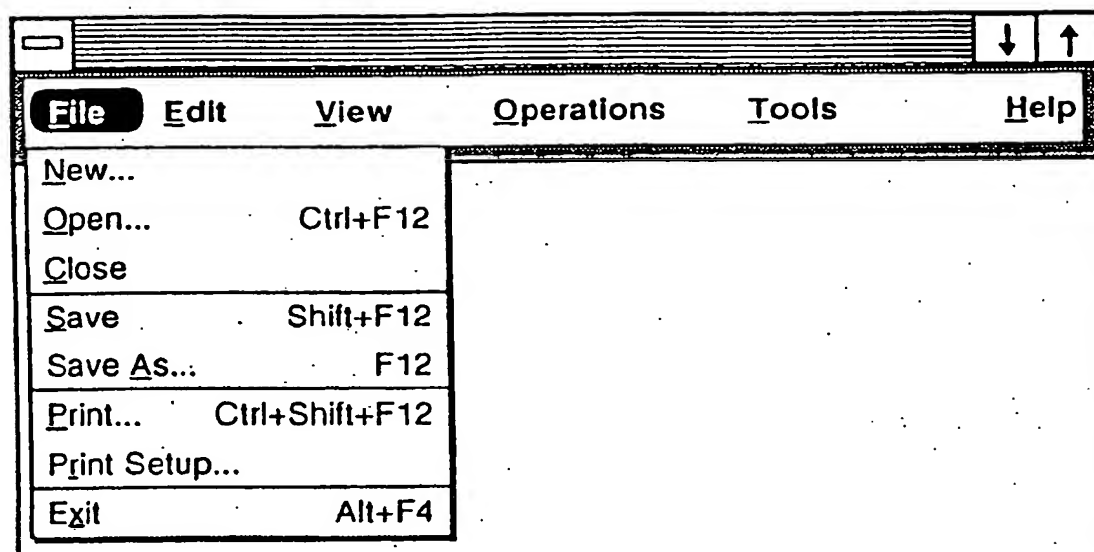 File Edit View Operations Tools Help
New...
Open... Ctrl+F12
Close
Save Shift+F12
Save As... F12
Print... Ctrl+Shift+F12
Print Setup...
Exit Alt+F4